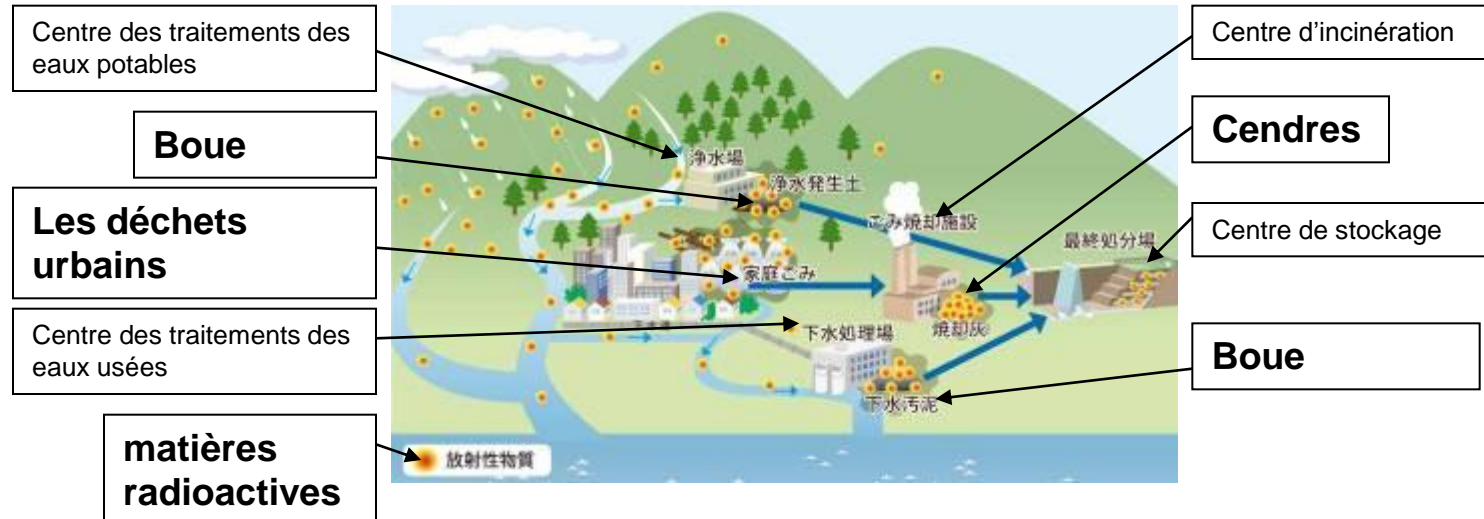 Centre des traitements des
eaux potables
Boue
Les déchets
urbains
Centre des traitements des
eaux usées
matières
radioactives
浄水場
浄水発生土
ごみ焼却施設
最終処分場
家庭ごみ
焼却灰
下水道
下水処理場
下水汚泥
放射性物質
Centre d’incinération
Cendres
Centre de stockage
Boue